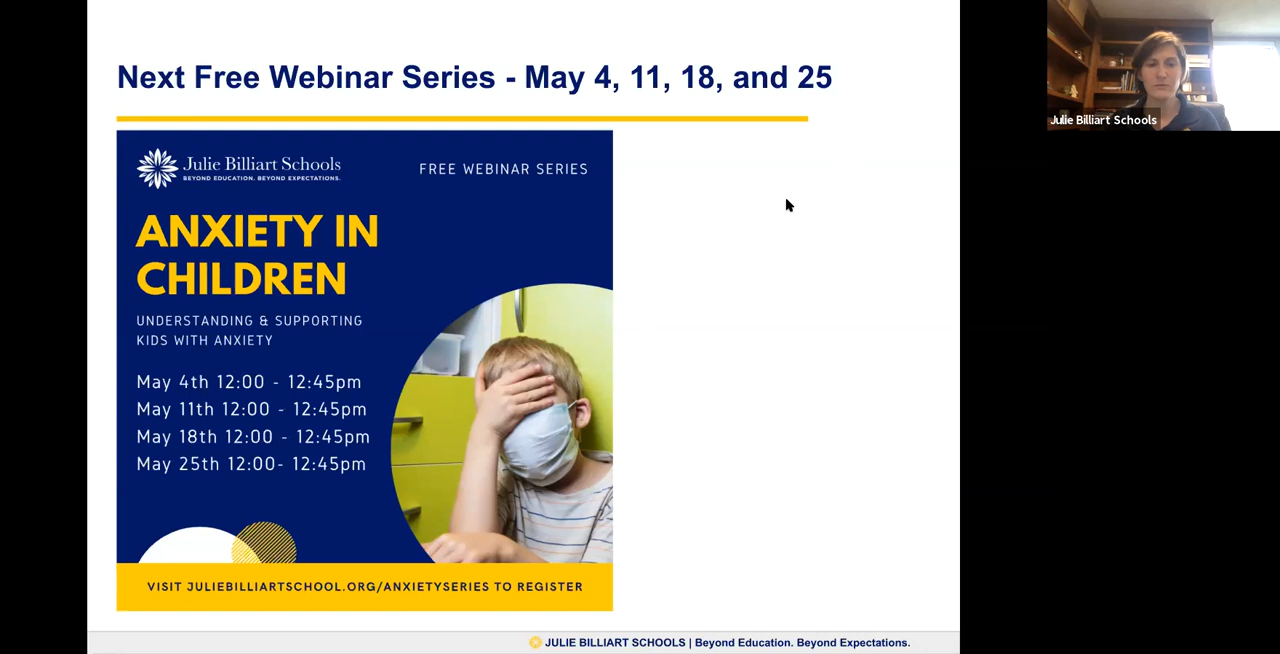 Next Free Webinar Series - May 4, 11, 18, and 25
Julie Billiart Schools
Julie Billiart Schools
BEYOND EDUCATION. BEYOND EXPECTATIONS.
FREE WEBINAR SERIES
ANXIETY IN
CHILDREN
UNDERSTANDING & SUPPORTING
KIDS WITH ANXIETY
May 4th 12:00 - 12:45pm
May 11th 12:00 - 12:45pm
May 18th 12:00 - 12:45pm
May 25th 12:00- 12:45pm
VISIT JULIEBILLIARTSCHOOL.ORG/ANXIETYSERIES TO REGISTER
JULIE BILLIART SCHOOLS | Beyond Education. Beyond Expectations.